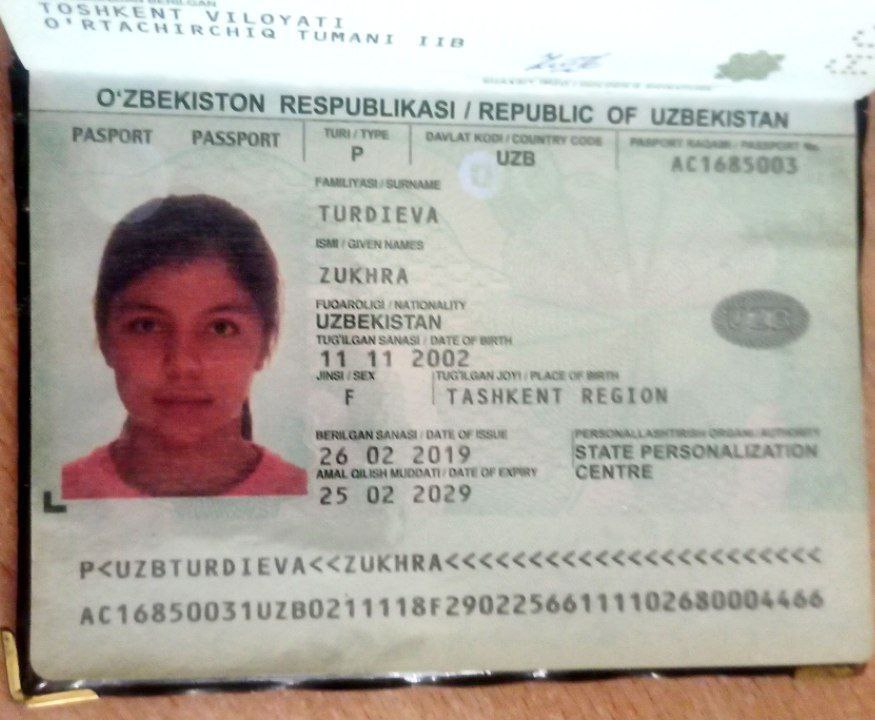 TOSHKENT VILOYATI
O'RTACHIRCHIQ TUMANI IIB
O‘ZBEKISTON RESPUBLIKASI / REPUBLIC OF UZBEKISTAN
PASPORT PASSPORT
TURI / TYPE
P
DAVLAT KODI / COUNTRY CODE
UZB
PASPORT RAQAMI / PASSPORT No.
AC1685003
FAMILIYASI / SURNAME
TURDIEVA
ISMI / GIVEN NAMES
ZUKHRA
FUQAROLIGI / NATIONALITY
UZBEKISTAN
TUG‘ILGAN SANASI / DATE OF BIRTH
11 11 2002
JINSI / SEX
F
TUG‘ILGAN JOYI / PLACE OF BIRTH
TASHKENT REGION
BERILGAN SANASI / DATE OF ISSUE
26 02 2019
AMAL QILISH MUDDATI / DATE OF EXPIRY
25 02 2029
PERSONALLASHTIRISH ORGANI / AUTHORITY
STATE PERSONALIZATION
CENTRE
P<UZBTURDIEVA<<ZUKHRA<<<<<<<<<<<<<<<<<<<<<<<
AC16850031UZB0211118F29022566111102680004466